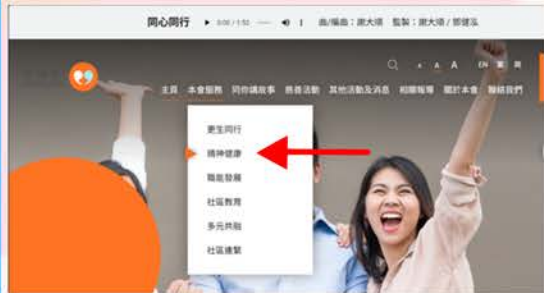 同心同行 0:00 / 1:52 曲/編曲：謝大順 監製：謝大順 / 鄧健泓
A A A EN 繁 簡
主頁 本會服務 同你講故事 慈善活動 其他活動及消息 相關報導 關於本會 聯絡我們
更生同行
精神健康
職能發展
社區教育
多元共融
社區連繫